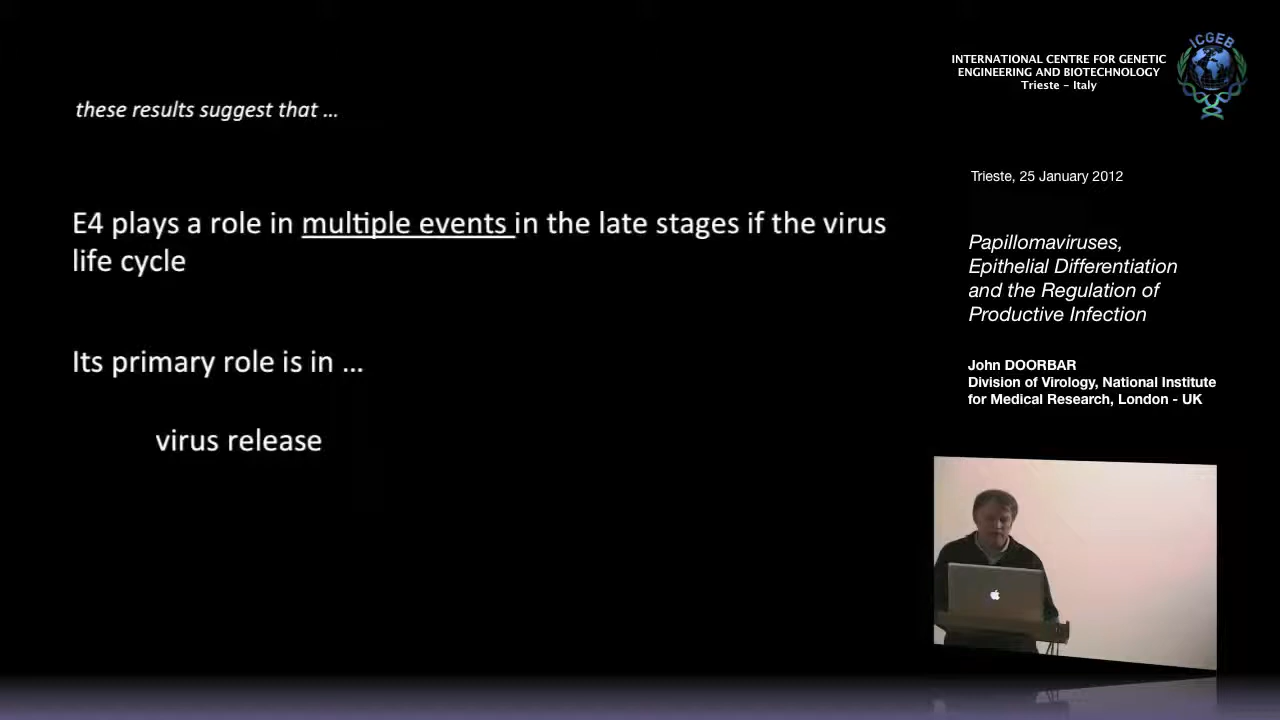 these results suggest that ...
E4 plays a role in multiple events in the late stages if the virus
life cycle
Its primary role is in ...
virus release
INTERNATIONAL CENTRE FOR GENETIC
ENGINEERING AND BIOTECHNOLOGY
Trieste – Italy
ICGEB
Trieste, 25 January 2012
Papillomaviruses,
Epithelial Differentiation
and the Regulation of
Productive Infection
John DOORBAR
Division of Virology, National Institute
for Medical Research, London - UK